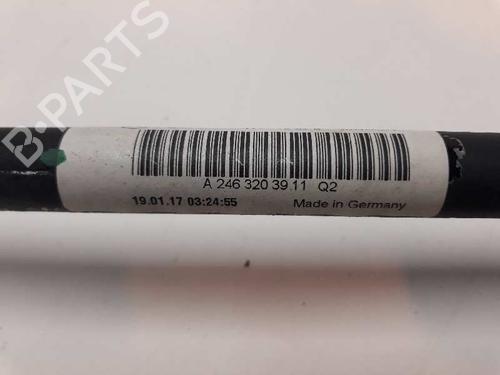 A 246 320 39 11 Q2
19.01.17 03:24:55 Made in Germany
B-PARTS